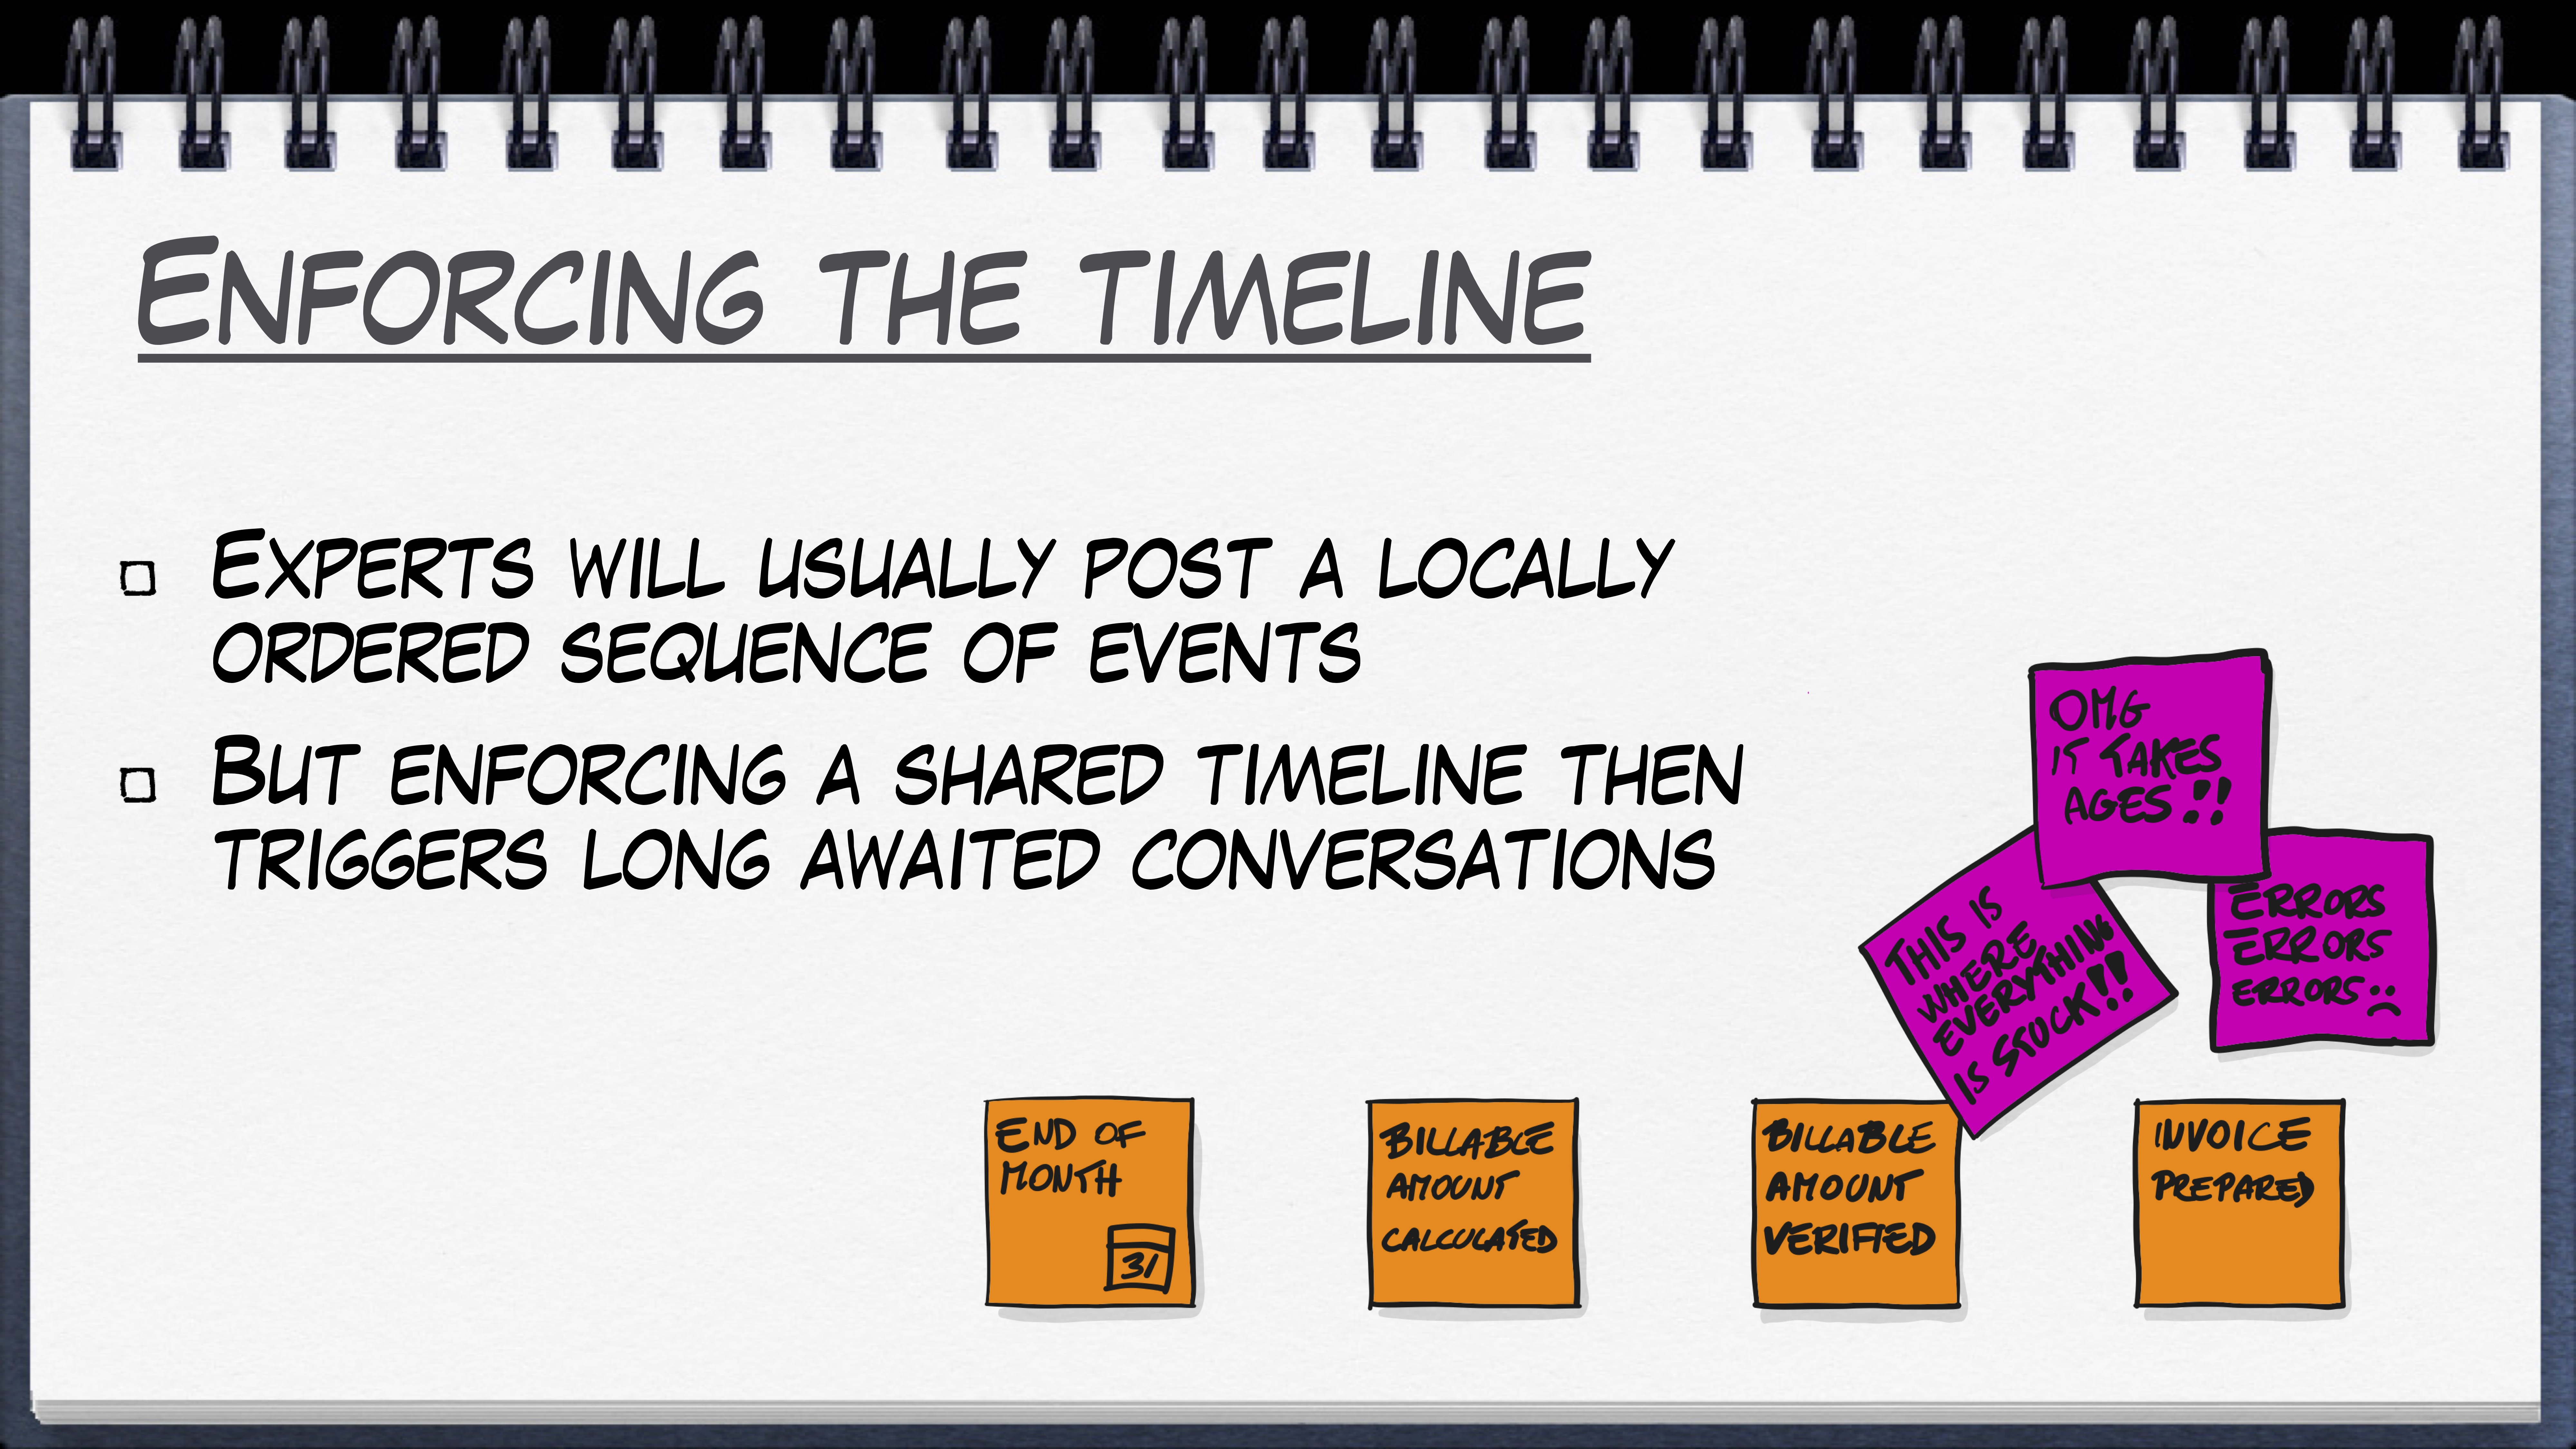 Enforcing the timeline
Experts will usually post a locally
ordered sequence of events
But enforcing a shared timeline then
triggers long awaited conversations
OMG
IT TAKES
AGES!!
THIS IS
WHERE
EVERYTHING
IS STUCK!!
ERRORS
ERRORS
ERRORS :(
END OF
MONTH
31
BILLABLE
AMOUNT
CALCULATED
BILLABLE
AMOUNT
VERIFIED
INVOICE
PREPARED